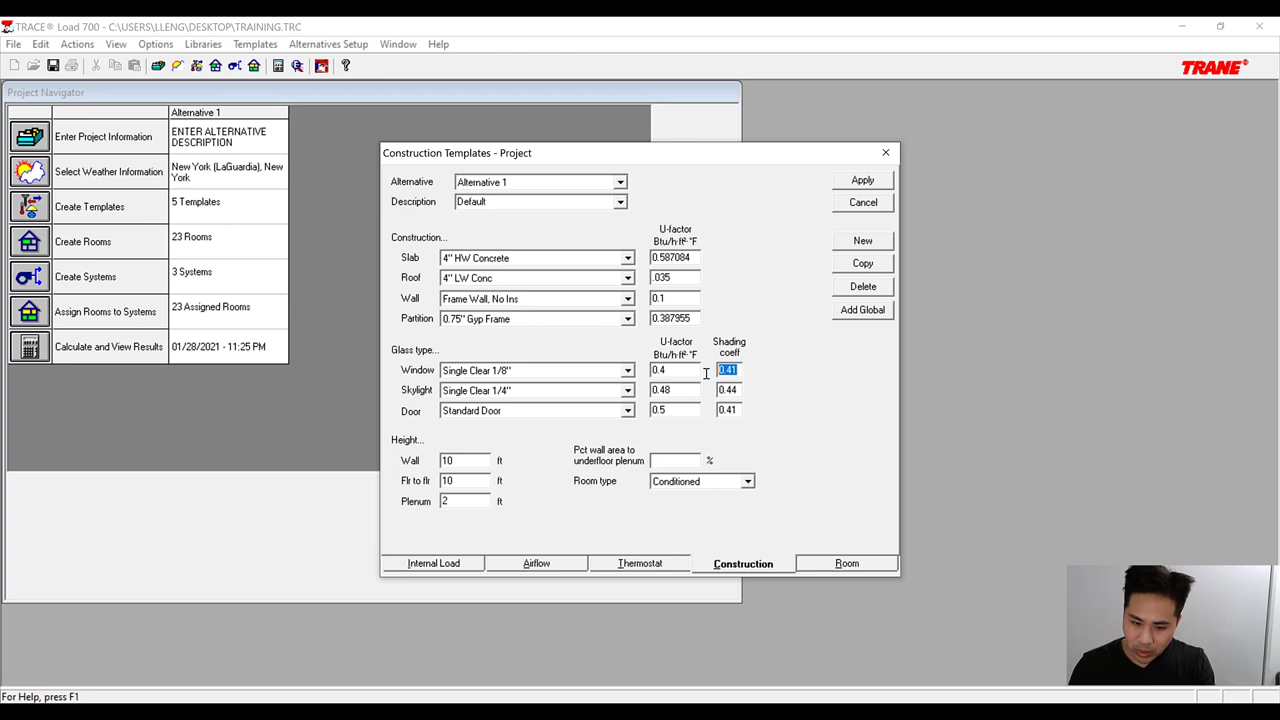 TRACE® Load 700 - C:\USERS\LLENG\DESKTOP\TRAINING.TRC
File Edit Actions View Options Libraries Templates Alternatives Setup Window Help
TRANE®
Project Navigator
Alternative 1
Enter Project Information
ENTER ALTERNATIVE
DESCRIPTION
Select Weather Information
New York (LaGuardia), New
York
Create Templates
5 Templates
Create Rooms
23 Rooms
Create Systems
3 Systems
Assign Rooms to Systems
23 Assigned Rooms
Calculate and View Results
01/28/2021 - 11:25 PM
Construction Templates - Project
Alternative Alternative 1
Description Default
Apply
Cancel
New
Copy
Delete
Add Global
Construction...
U-factor
Btu/h·ft²·°F
Slab 4" HW Concrete 0.587084
Roof 4" LW Conc .035
Wall Frame Wall, No Ins 0.1
Partition 0.75" Gyp Frame 0.387955
Glass type...
U-factor
Btu/h·ft²·°F
Shading
coeff
Window Single Clear 1/8" 0.4 0.41
Skylight Single Clear 1/4" 0.48 0.44
Door Standard Door 0.5 0.41
Height...
Wall 10 ft
Flr to flr 10 ft
Plenum 2 ft
Pct wall area to
underfloor plenum %
Room type Conditioned
Internal Load Airflow Thermostat Construction Room
For Help, press F1